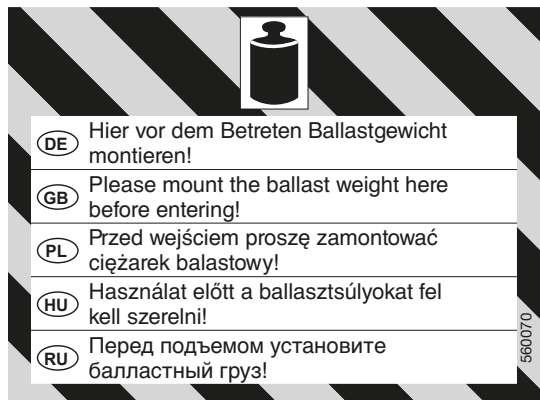 DE Hier vor dem Betreten Ballastgewicht
montieren!
GB Please mount the ballast weight here
before entering!
PL Przed wejściem proszę zamontować
ciężarek balastowy!
HU Használat előtt a ballasztsúlyokat fel
kell szerelni!
RU Перед подъемом установите
балластный груз!
560070